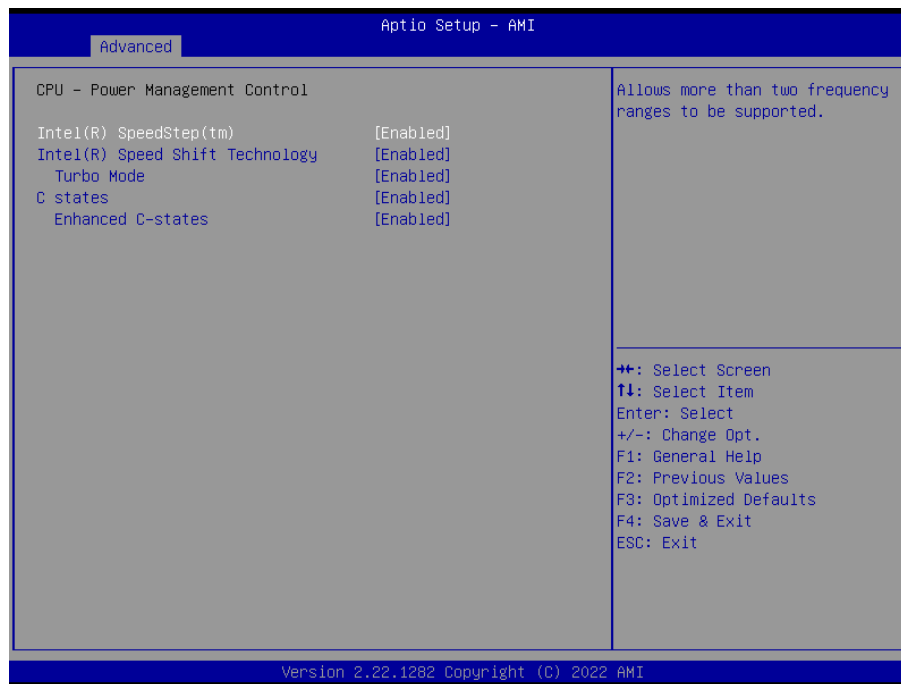 Aptio Setup – AMI
Advanced
CPU – Power Management Control
Intel(R) SpeedStep(tm) [Enabled]
Intel(R) Speed Shift Technology [Enabled]
Turbo Mode [Enabled]
C states [Enabled]
Enhanced C-states [Enabled]
Allows more than two frequency
ranges to be supported.
→←: Select Screen
↑↓: Select Item
Enter: Select
+/-: Change Opt.
F1: General Help
F2: Previous Values
F3: Optimized Defaults
F4: Save & Exit
ESC: Exit
Version 2.22.1282 Copyright (C) 2022 AMI